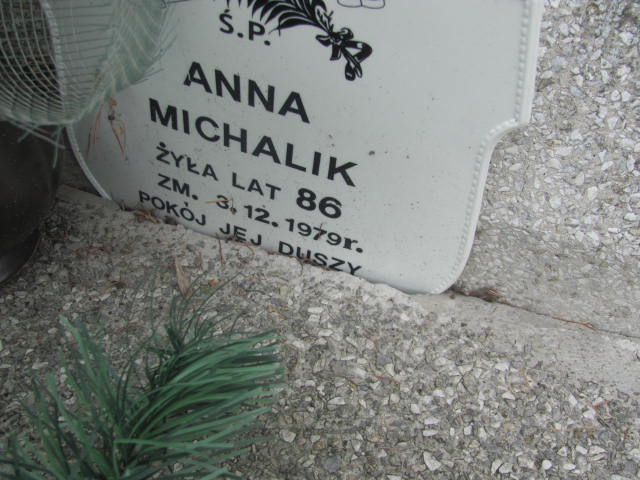 Ś.P.
ANNA
MICHALIK
ŻYŁA LAT 86
ZM. 3.12.1979r.
POKÓJ JEJ DUSZY